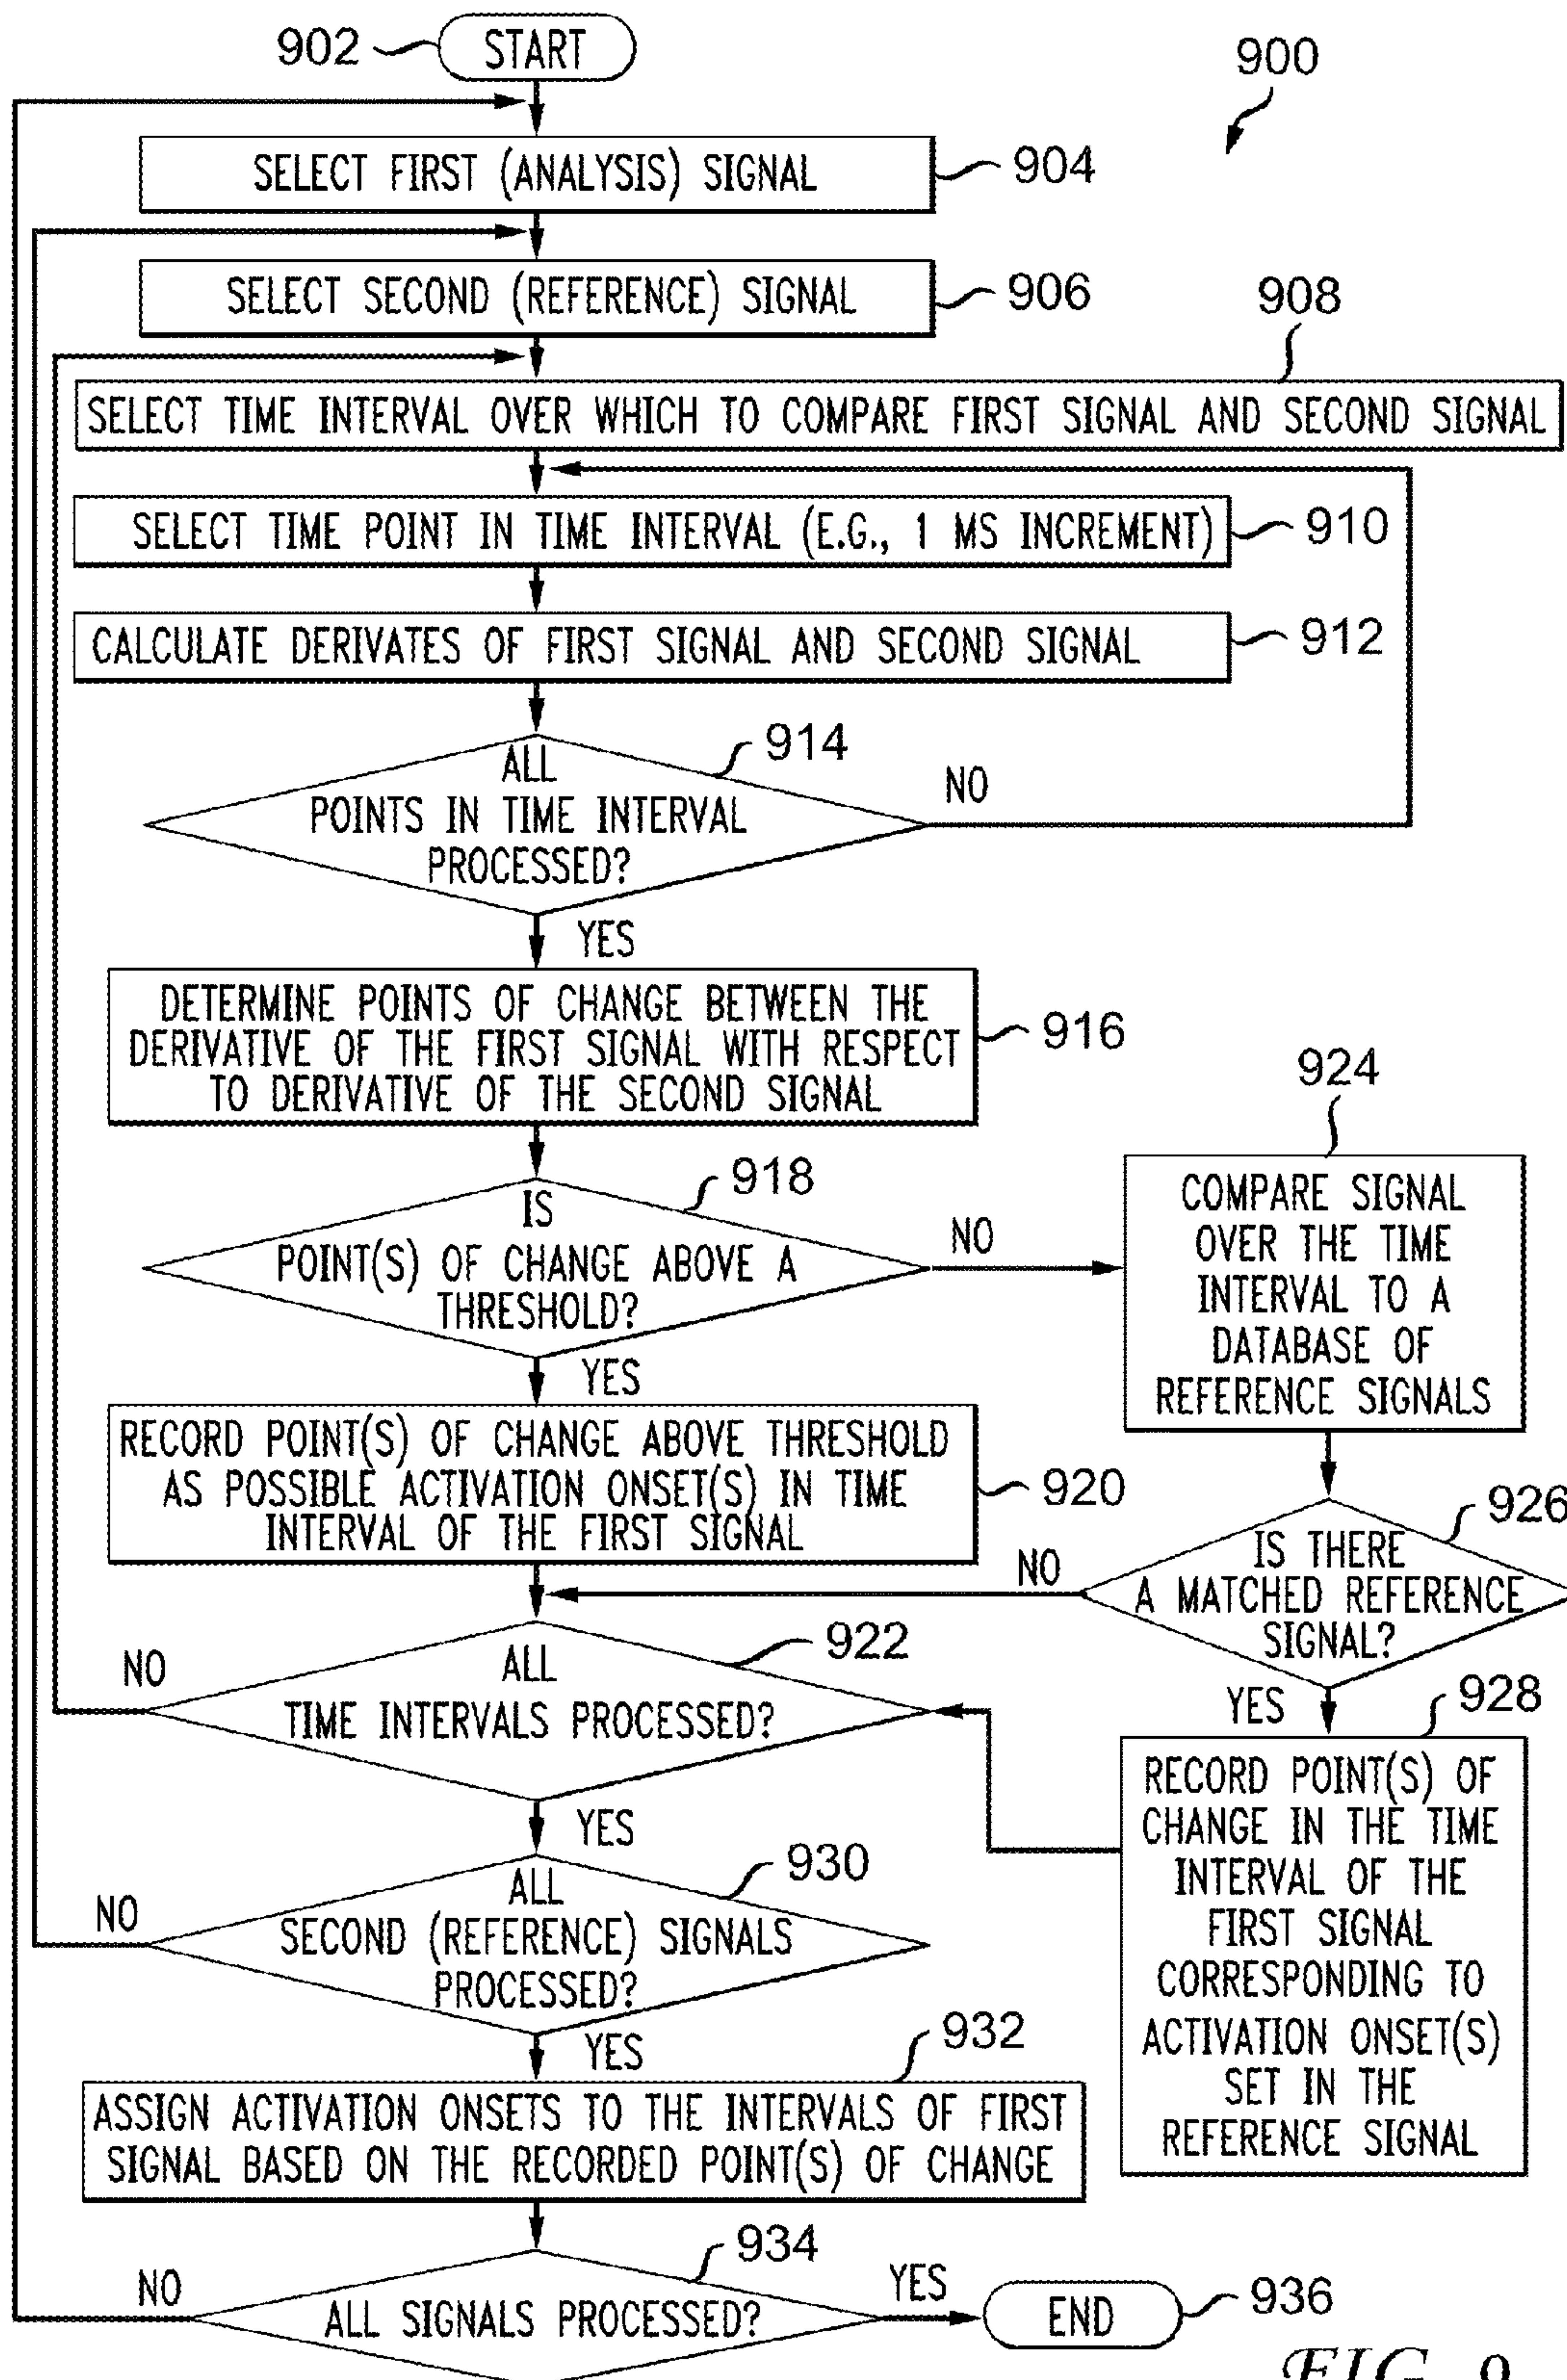 902
START
900
SELECT FIRST (ANALYSIS) SIGNAL
904
SELECT SECOND (REFERENCE) SIGNAL
906
908
SELECT TIME INTERVAL OVER WHICH TO COMPARE FIRST SIGNAL AND SECOND SIGNAL
SELECT TIME POINT IN TIME INTERVAL (E.G., 1 MS INCREMENT)
910
CALCULATE DERIVATES OF FIRST SIGNAL AND SECOND SIGNAL
912
914
ALL
POINTS IN TIME INTERVAL
PROCESSED?
NO
YES
DETERMINE POINTS OF CHANGE BETWEEN THE
DERIVATIVE OF THE FIRST SIGNAL WITH RESPECT
TO DERIVATIVE OF THE SECOND SIGNAL
916
918
IS
POINT(S) OF CHANGE ABOVE A
THRESHOLD?
NO
YES
924
COMPARE SIGNAL
OVER THE TIME
INTERVAL TO A
DATABASE OF
REFERENCE SIGNALS
RECORD POINT(S) OF CHANGE ABOVE THRESHOLD
AS POSSIBLE ACTIVATION ONSET(S) IN TIME
INTERVAL OF THE FIRST SIGNAL
920
926
IS THERE
A MATCHED REFERENCE
SIGNAL?
NO
YES
922
ALL
TIME INTERVALS PROCESSED?
NO
YES
928
RECORD POINT(S) OF
CHANGE IN THE TIME
INTERVAL OF THE
FIRST SIGNAL
CORRESPONDING TO
ACTIVATION ONSET(S)
SET IN THE
REFERENCE SIGNAL
930
ALL
SECOND (REFERENCE) SIGNALS
PROCESSED?
NO
YES
932
ASSIGN ACTIVATION ONSETS TO THE INTERVALS OF FIRST
SIGNAL BASED ON THE RECORDED POINT(S) OF CHANGE
934
ALL SIGNALS PROCESSED?
NO
YES
END
936
FIG. 9